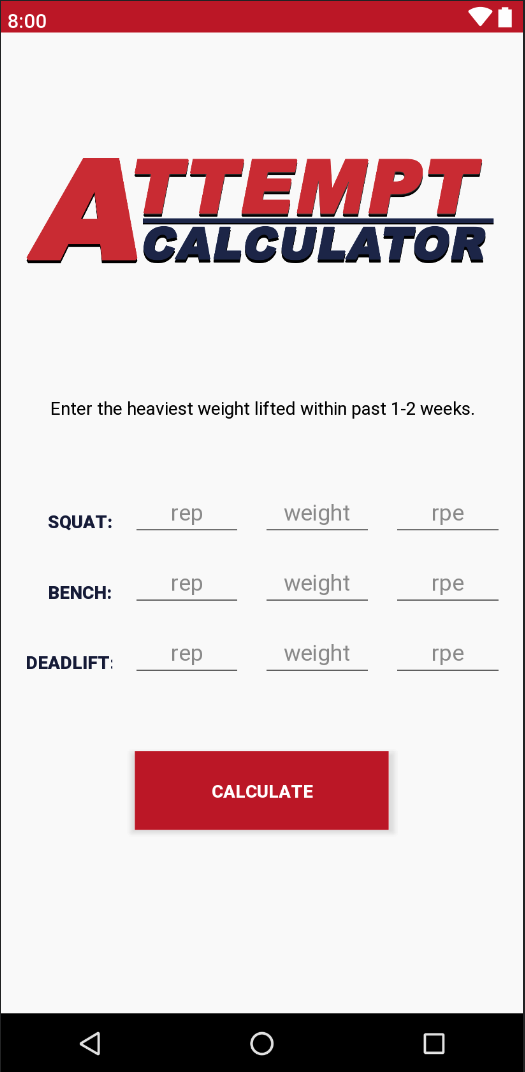 8:00
ATTEMPT
CALCULATOR
Enter the heaviest weight lifted within past 1-2 weeks.
SQUAT: rep weight rpe
BENCH: rep weight rpe
DEADLIFT: rep weight rpe
CALCULATE